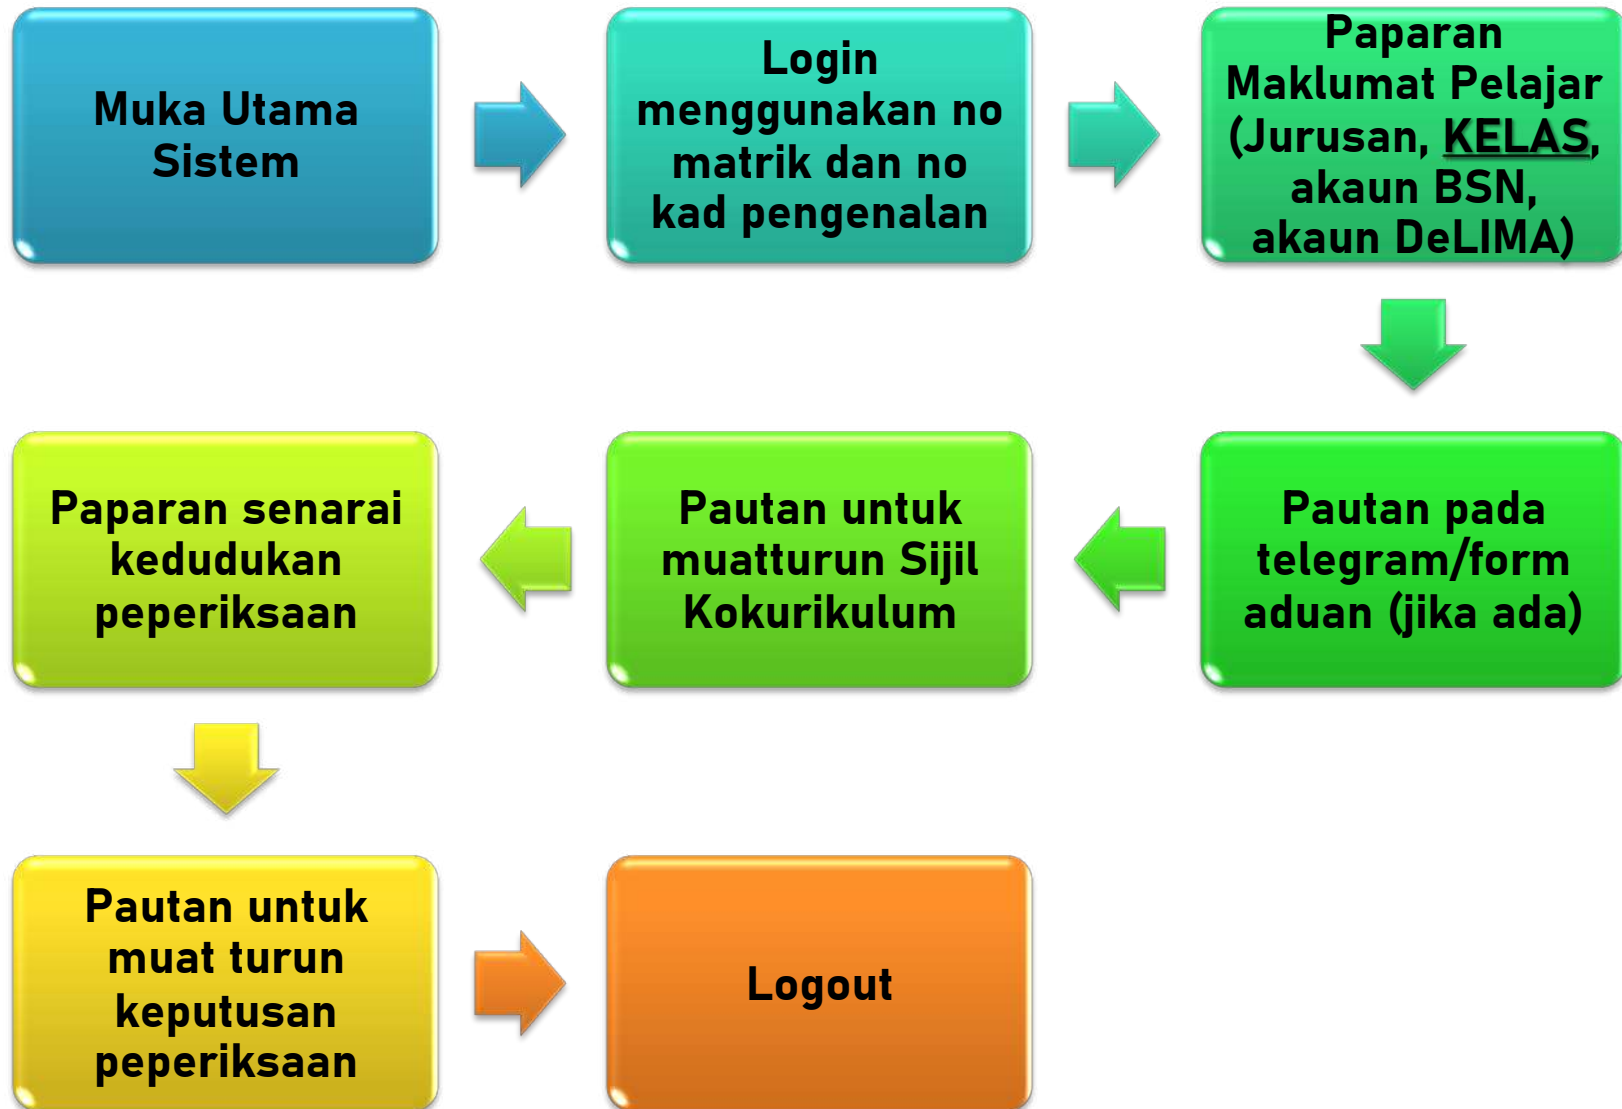 Muka Utama
Sistem
Login
menggunakan no
matrik dan no
kad pengenalan
Paparan
Maklumat Pelajar
(Jurusan, KELAS,
akaun BSN,
akaun DeLIMA)
Pautan pada
telegram/form
aduan (jika ada)
Pautan untuk
muatturun Sijil
Kokurikulum
Paparan senarai
kedudukan
peperiksaan
Pautan untuk
muat turun
keputusan
peperiksaan
Logout